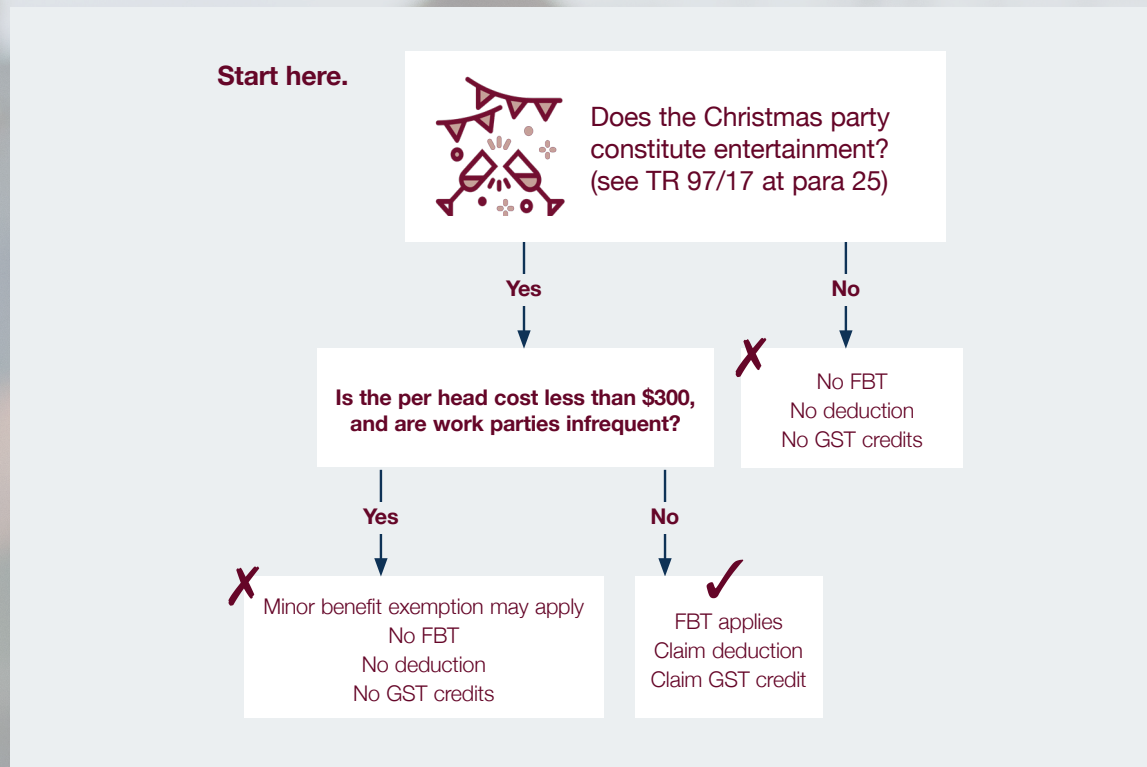 Start here.
Does the Christmas party
constitute entertainment?
(see TR 97/17 at para 25)
Yes
No
Is the per head cost less than $300,
and are work parties infrequent?
No FBT
No deduction
No GST credits
Yes
No
Minor benefit exemption may apply
No FBT
No deduction
No GST credits
FBT applies
Claim deduction
Claim GST credit